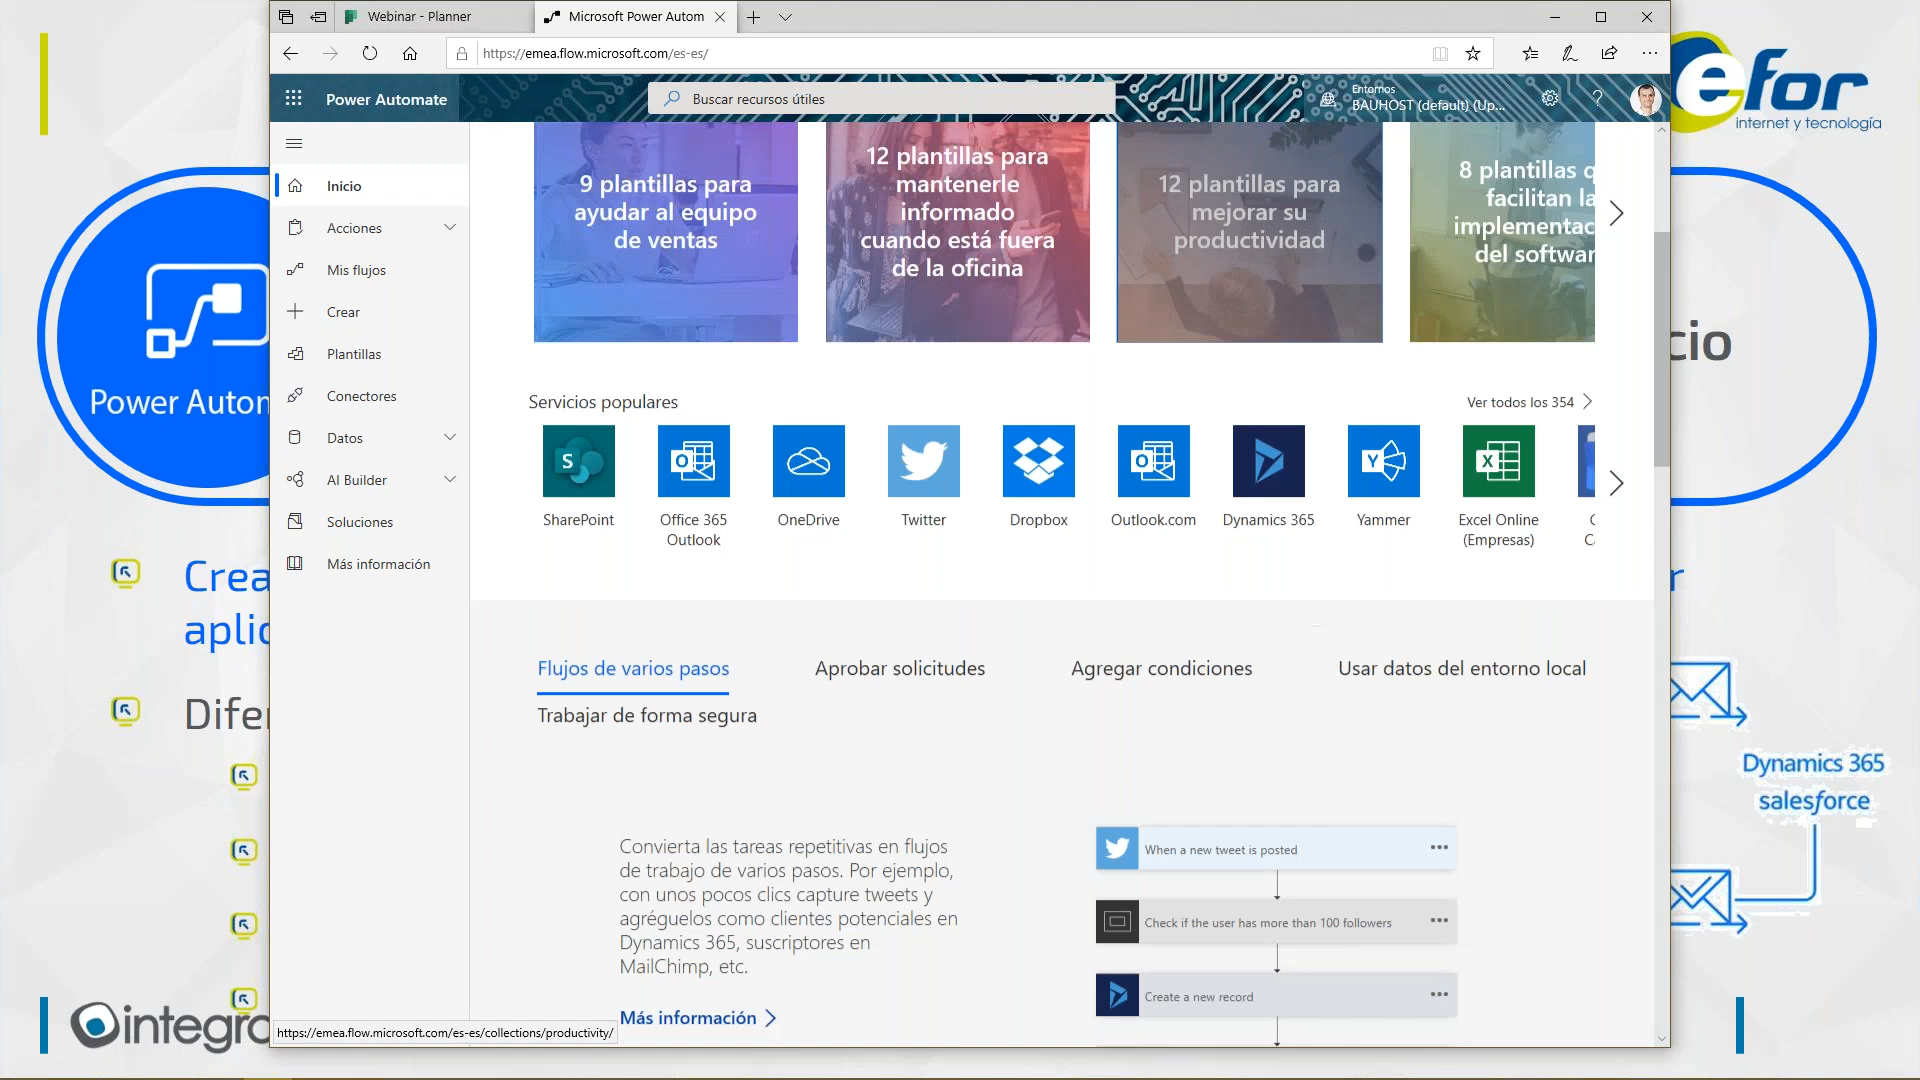 Webinar - Planner
Microsoft Power Autom
https://emea.flow.microsoft.com/es-es/
Power Automate
Buscar recursos útiles
Entornos
BAUHOST (default) (Up...
efor
internet y tecnología
Inicio
Acciones
Mis flujos
Crear
Plantillas
Conectores
Datos
AI Builder
Soluciones
Más información
9 plantillas para
ayudar al equipo
de ventas
12 plantillas para
mantenerle
informado
cuando está fuera
de la oficina
12 plantillas para
mejorar su
productividad
8 plantillas q
facilitan la
implementac
del softwar
Servicios populares
Ver todos los 354
SharePoint
Office 365
Outlook
OneDrive
Twitter
Dropbox
Outlook.com
Dynamics 365
Yammer
Excel Online
(Empresas)
Flujos de varios pasos
Aprobar solicitudes
Agregar condiciones
Usar datos del entorno local
Trabajar de forma segura
Convierta las tareas repetitivas en flujos
de trabajo de varios pasos. Por ejemplo,
con unos pocos clics capture tweets y
agréguelos como clientes potenciales en
Dynamics 365, suscriptores en
MailChimp, etc.
Más información
When a new tweet is posted
Check if the user has more than 100 followers
Create a new record
https://emea.flow.microsoft.com/es-es/collections/productivity/
Power Autom
cio
Crea
aplic
Difer
r
Dynamics 365
salesforce
integra